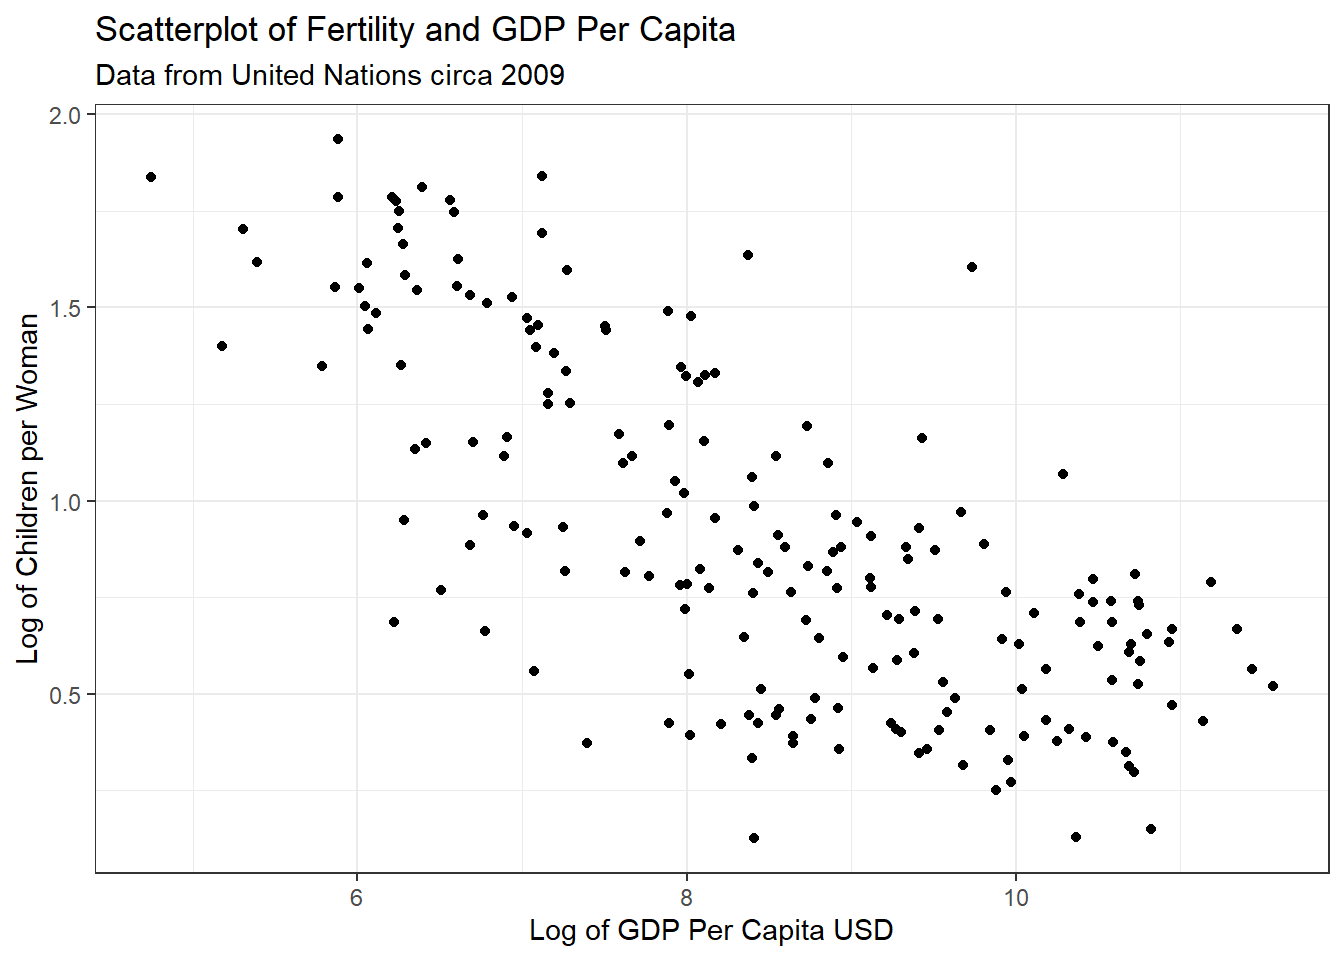 Scatterplot of Fertility and GDP Per Capita
Data from United Nations circa 2009
2.0
1.5
1.0
0.5
Log of Children per Woman
6 8 10
Log of GDP Per Capita USD